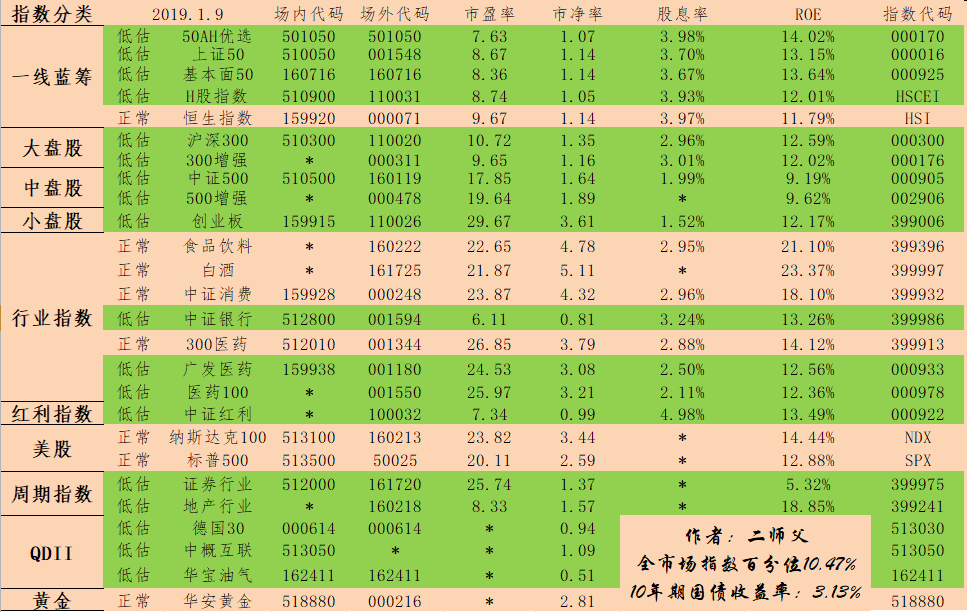 指数分类 2019.1.9 场内代码 场外代码 市盈率 市净率 股息率 ROE 指数代码
一线蓝筹
低估 50AH优选 501050 501050 7.63 1.07 3.98% 14.02% 000170
低估 上证50 510050 001548 8.67 1.14 3.70% 13.15% 000016
低估 基本面50 160716 160716 8.36 1.14 3.67% 13.64% 000925
低估 H股指数 510900 110031 8.74 1.05 3.93% 12.01% HSCEI
正常 恒生指数 159920 000071 9.67 1.14 3.97% 11.79% HSI
大盘股
低估 沪深300 510300 110020 10.72 1.35 2.96% 12.59% 000300
低估 300增强 * 000311 9.65 1.16 3.01% 12.02% 000176
中盘股
低估 中证500 510500 160119 17.85 1.64 1.99% 9.19% 000905
低估 500增强 * 000478 19.64 1.89 * 9.62% 002906
小盘股 低估 创业板 159915 110026 29.67 3.61 1.52% 12.17% 399006
行业指数
正常 食品饮料 * 160222 22.65 4.78 2.95% 21.10% 399396
正常 白酒 * 161725 21.87 5.11 * 23.37% 399997
正常 中证消费 159928 000248 23.87 4.32 2.96% 18.10% 399932
低估 中证银行 512800 001594 6.11 0.81 3.24% 13.26% 399986
正常 300医药 512010 001344 26.85 3.79 2.88% 14.12% 399913
低估 广发医药 159938 001180 24.53 3.08 2.50% 12.56% 000933
低估 医药100 * 001550 25.97 3.21 2.11% 12.36% 000978
红利指数 低估 中证红利 * 100032 7.34 0.99 4.98% 13.49% 000922
美股
正常 纳斯达克100 513100 160213 23.82 3.44 * 14.44% NDX
正常 标普500 513500 50025 20.11 2.59 * 12.88% SPX
周期指数
低估 证券行业 512000 161720 25.74 1.37 * 5.32% 399975
低估 地产行业 * 160218 8.33 1.57 * 18.85% 399241
QDII
低估 德国30 000614 000614 * 0.94 513030
低估 中概互联 513050 * * 1.09 513050
低估 华宝油气 162411 162411 * 0.51 162411
黄金 正常 华安黄金 518880 000216 * 2.81 518880
作者：二师父
全市场指数百分位10.47%
10年期国债收益率：3.13%